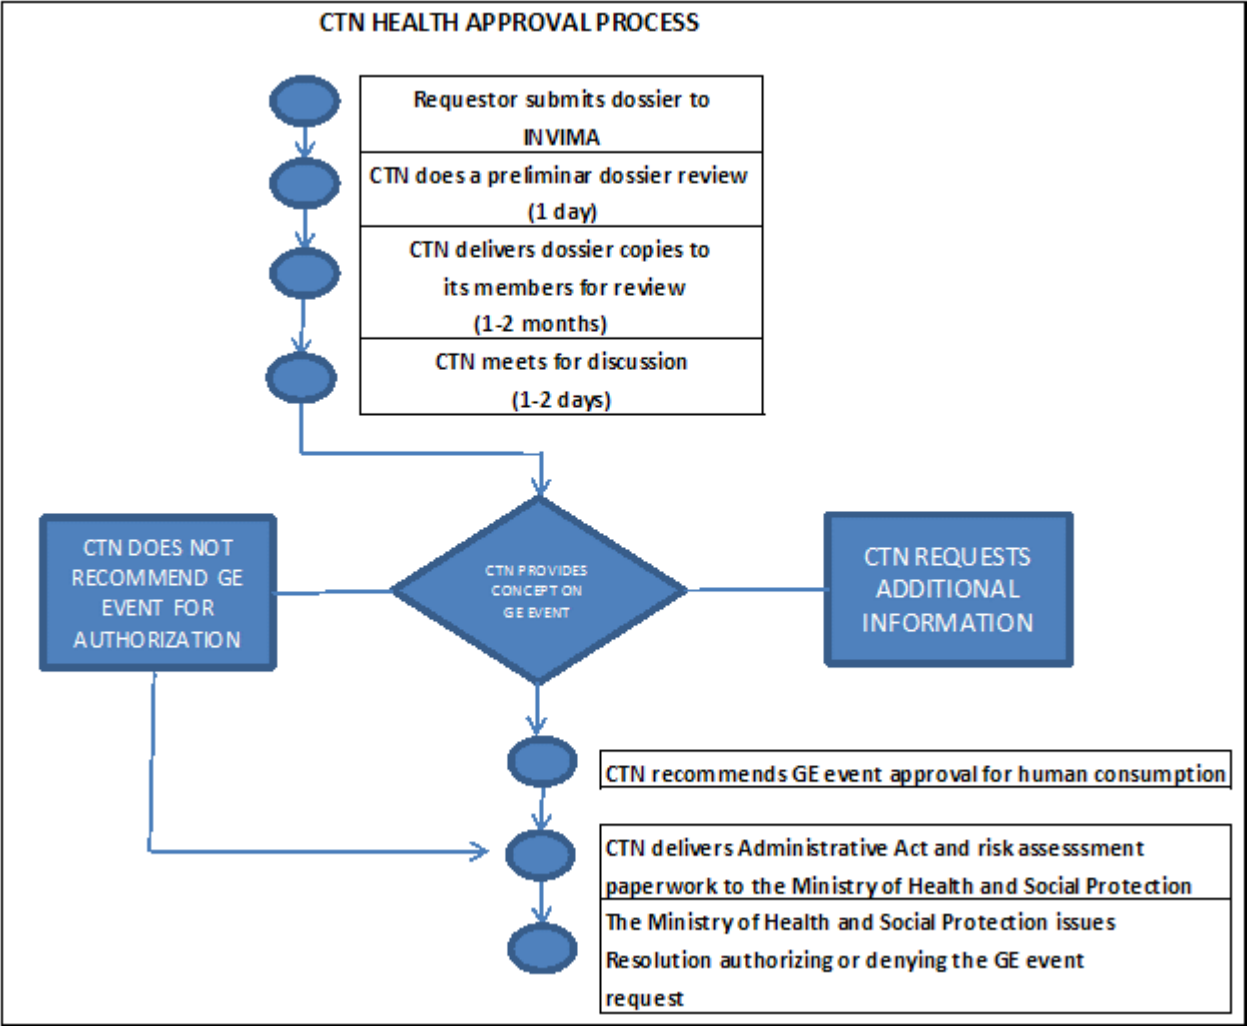 CTN HEALTH APPROVAL PROCESS
Requestor submits dossier to
INVIMA
CTN does a preliminar dossier review
(1 day)
CTN delivers dossier copies to
its members for review
(1-2 months)
CTN meets for discussion
(1-2 days)
CTN DOES NOT
RECOMMEND GE
EVENT FOR
AUTHORIZATION
CTN PROVIDES
CONCEPT ON
GE EVENT
CTN REQUESTS
ADDITIONAL
INFORMATION
CTN recommends GE event approval for human consumption
CTN delivers Administrative Act and risk assesssment
paperwork to the Ministry of Health and Social Protection
The Ministry of Health and Social Protection issues
Resolution authorizing or denying the GE event
request